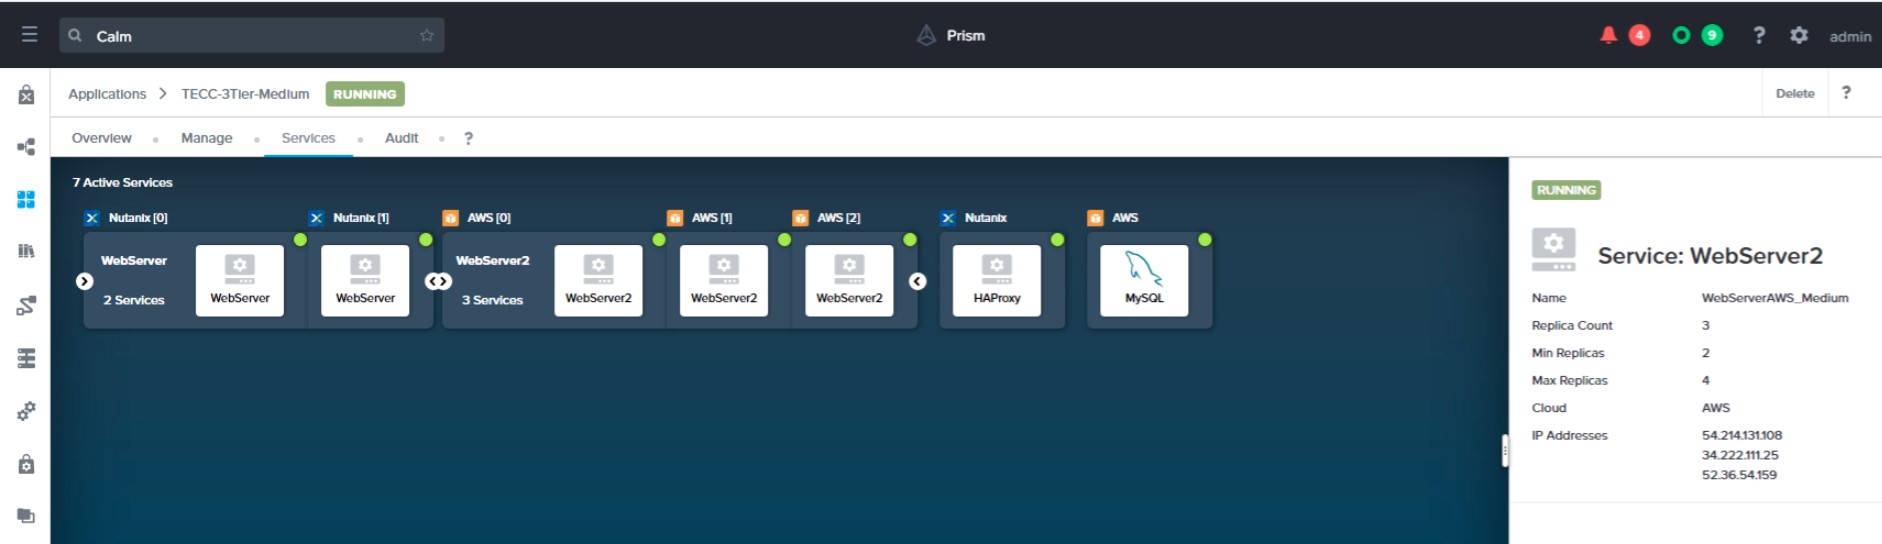 Calm
Prism
4
9
?
admin
Applications > TECC-3Tier-Medium RUNNING
Delete
?
Overview Manage Services Audit ?
7 Active Services
Nutanix [0] Nutanix [1] AWS [0] AWS [1] AWS [2] Nutanix AWS
WebServer
2 Services
WebServer
WebServer
WebServer2
3 Services
WebServer2
WebServer2
WebServer2
HAProxy
MySQL
RUNNING
Service: WebServer2
Name WebServerAWS_Medium
Replica Count 3
Min Replicas 2
Max Replicas 4
Cloud AWS
IP Addresses 54.214.131.108
34.222.111.25
52.36.54.159